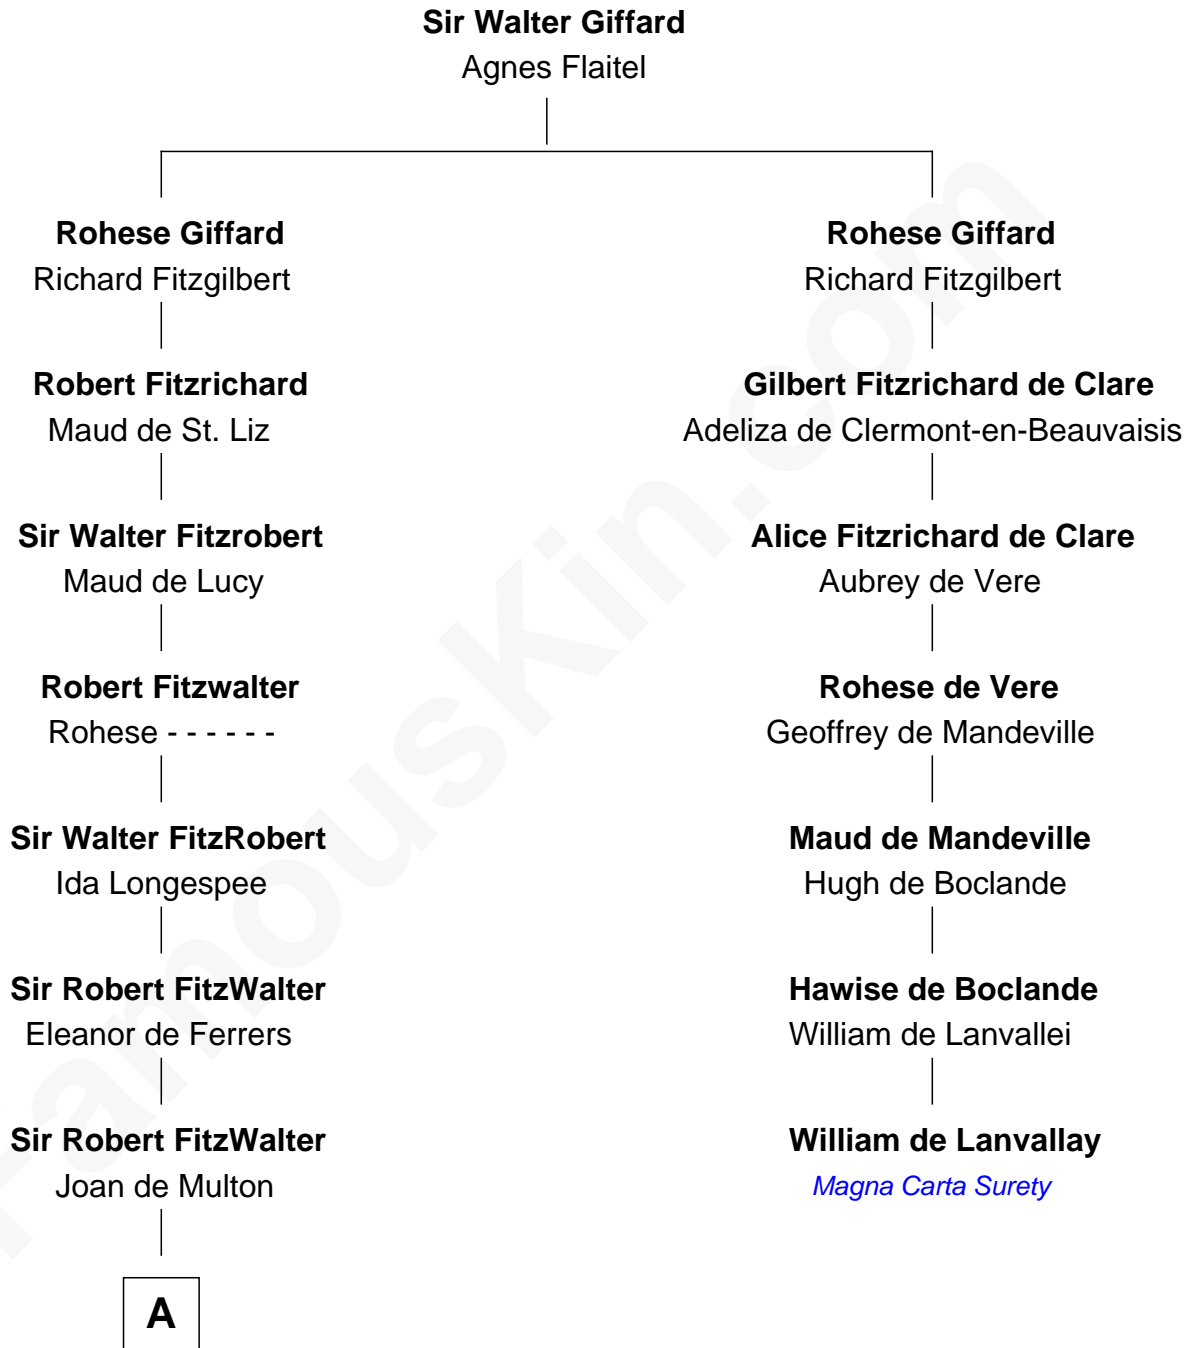 Sir Walter Giffard
Agnes Flaitel
Rohese Giffard
Richard Fitzgilbert
Robert Fitzrichard
Maud de St. Liz
Sir Walter Fitzrobert
Maud de Lucy
Robert Fitzwalter
Rohese - - - - - -
Sir Walter FitzRobert
Ida Longespee
Sir Robert FitzWalter
Eleanor de Ferrers
Sir Robert FitzWalter
Joan de Multon
A
Rohese Giffard
Richard Fitzgilbert
Gilbert Fitzrichard de Clare
Adeliza de Clermont-en-Beauvaisis
Alice Fitzrichard de Clare
Aubrey de Vere
Rohese de Vere
Geoffrey de Mandeville
Maud de Mandeville
Hugh de Boclande
Hawise de Boclande
William de Lanvallei
William de Lanvallay
Magna Carta Surety
FamousKin.com